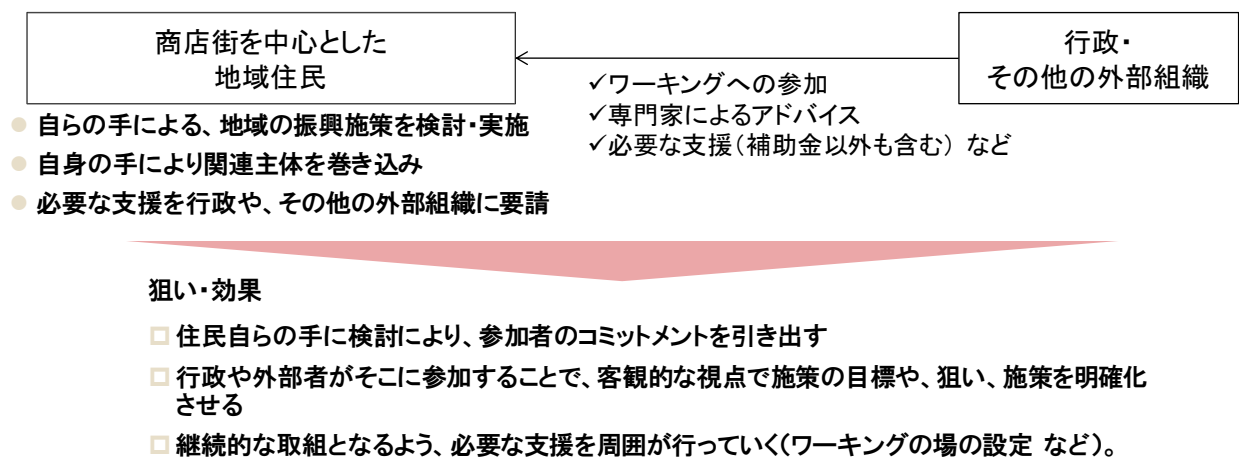 商店街を中心とした
地域住民
行政・
その他の外部組織
✓ワーキングへの参加
✓専門家によるアドバイス
✓必要な支援（補助金以外も含む） など
● 自らの手による、地域の振興施策を検討・実施
● 自身の手により関連主体を巻き込み
● 必要な支援を行政や、その他の外部組織に要請
狙い・効果
□ 住民自らの手に検討により、参加者のコミットメントを引き出す
□ 行政や外部者がそこに参加することで、客観的な視点で施策の目標や、狙い、施策を明確化
させる
□ 継続的な取組となるよう、必要な支援を周囲が行っていく（ワーキングの場の設定 など）。